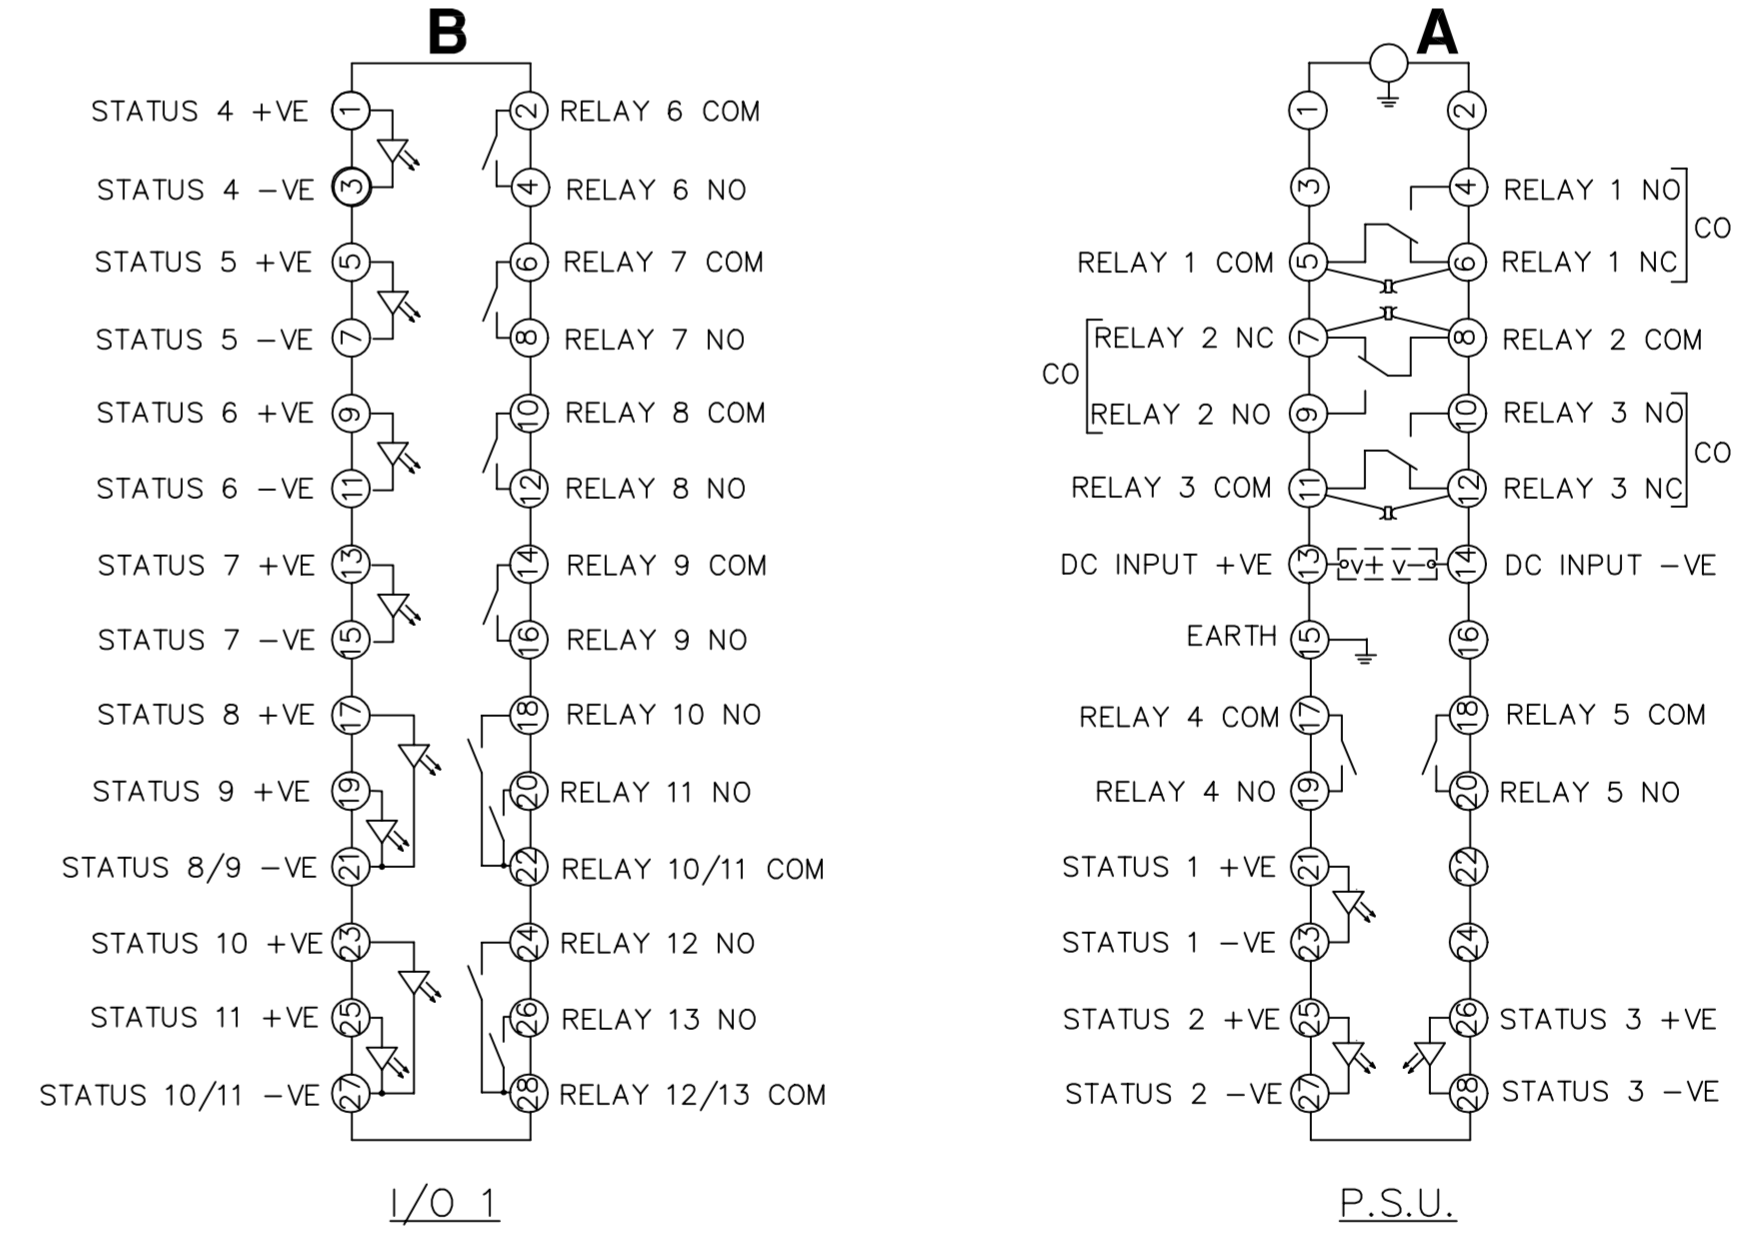 B
STATUS 4 +VE 1 2 RELAY 6 COM
STATUS 4 −VE 3 4 RELAY 6 NO
STATUS 5 +VE 5 6 RELAY 7 COM
STATUS 5 −VE 7 8 RELAY 7 NO
STATUS 6 +VE 9 10 RELAY 8 COM
STATUS 6 −VE 11 12 RELAY 8 NO
STATUS 7 +VE 13 14 RELAY 9 COM
STATUS 7 −VE 15 16 RELAY 9 NO
STATUS 8 +VE 17 18 RELAY 10 NO
STATUS 9 +VE 19 20 RELAY 11 NO
STATUS 8/9 −VE 21 22 RELAY 10/11 COM
STATUS 10 +VE 23 24 RELAY 12 NO
STATUS 11 +VE 25 26 RELAY 13 NO
STATUS 10/11 −VE 27 28 RELAY 12/13 COM
I/O 1
A
1 2
3 4 RELAY 1 NO
CO
RELAY 1 COM 5 6 RELAY 1 NC
RELAY 2 NC 7 8 RELAY 2 COM
CO
RELAY 2 NO 9 10 RELAY 3 NO
CO
RELAY 3 COM 11 12 RELAY 3 NC
DC INPUT +VE 13 v+ v− 14 DC INPUT −VE
EARTH 15 16
RELAY 4 COM 17 18 RELAY 5 COM
RELAY 4 NO 19 20 RELAY 5 NO
STATUS 1 +VE 21 22
STATUS 1 −VE 23 24
STATUS 2 +VE 25 26 STATUS 3 +VE
STATUS 2 −VE 27 28 STATUS 3 −VE
P.S.U.